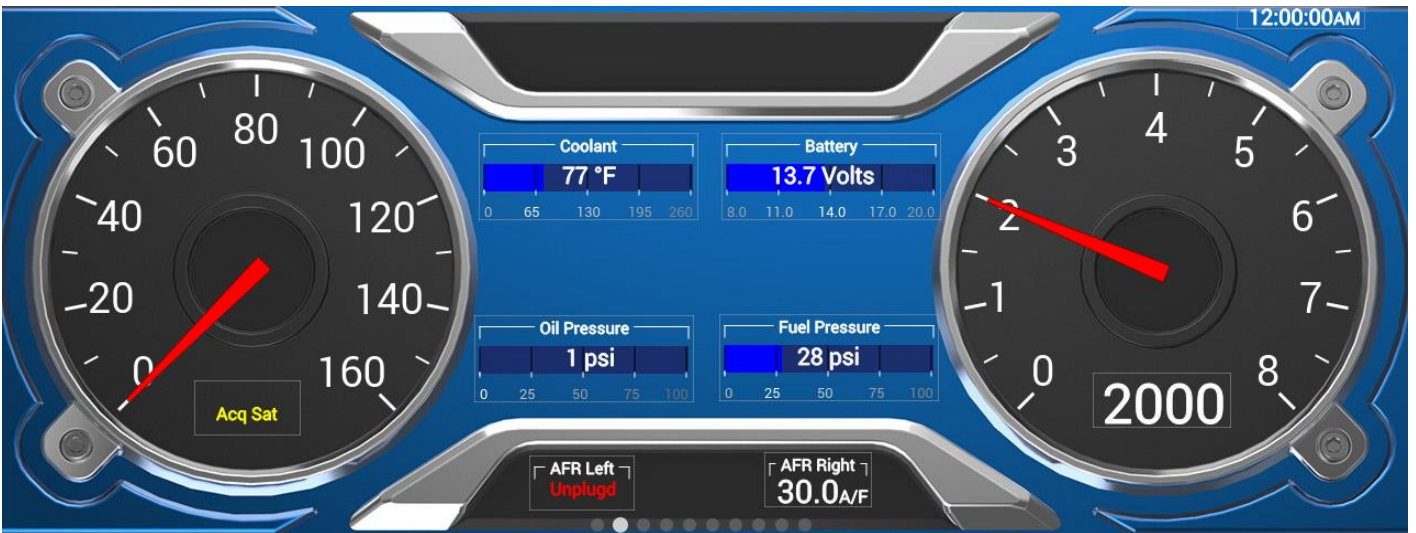 12:00:00AM
0
20
40
60
80
100
120
140
160
Acq Sat
Coolant
77 °F
0 65 130 195 260
Battery
13.7 Volts
8.0 11.0 14.0 17.0 20.0
Oil Pressure
1 psi
0 25 50 75 100
Fuel Pressure
28 psi
0 25 50 75 100
AFR Left
Unplugd
AFR Right
30.0A/F
0
1
2
3
4
5
6
7
8
2000